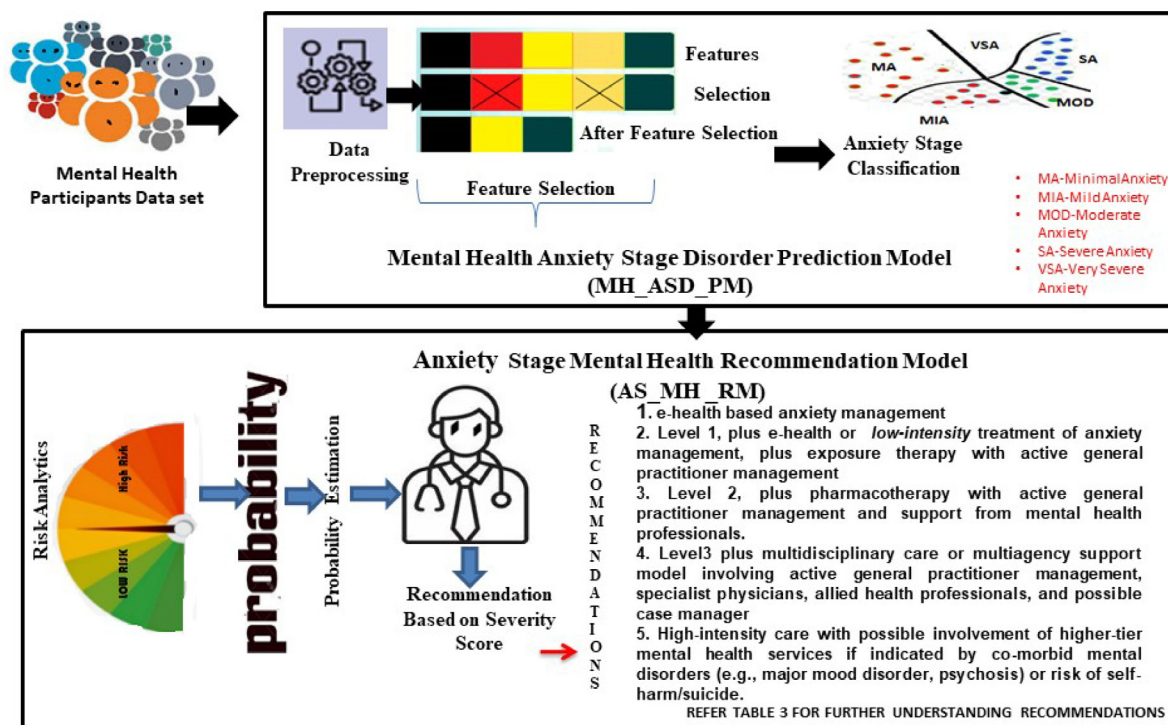 Mental Health
Participants Data set
Data
Preprocessing
Features
Selection
After Feature Selection
Feature Selection
MA
VSA
SA
MOD
MIA
Anxiety Stage
Classification
• MA-MinimalAnxiety
• MIA-Mild Anxiety
• MOD-Moderate
Anxiety
• SA-Severe Anxiety
• VSA-Very Severe
Anxiety
Mental Health Anxiety Stage Disorder Prediction Model
(MH_ASD_PM)
Anxiety Stage Mental Health Recommendation Model
(AS_MH _RM)
Risk Analytics
High Risk
LOW RISK
probability
Probability Estimation
Recommendation
Based on Severity
Score
RECOMMENDATIONS
1. e-health based anxiety management
2. Level 1, plus e-health or low-intensity treatment of anxiety
management, plus exposure therapy with active general
practitioner management
3. Level 2, plus pharmacotherapy with active general
practitioner management and support from mental health
professionals.
4. Level3 plus multidisciplinary care or multiagency support
model involving active general practitioner management,
specialist physicians, allied health professionals, and possible
case manager
5. High-intensity care with possible involvement of higher-tier
mental health services if indicated by co-morbid mental
disorders (e.g., major mood disorder, psychosis) or risk of self-
harm/suicide.
REFER TABLE 3 FOR FURTHER UNDERSTANDING RECOMMENDATIONS